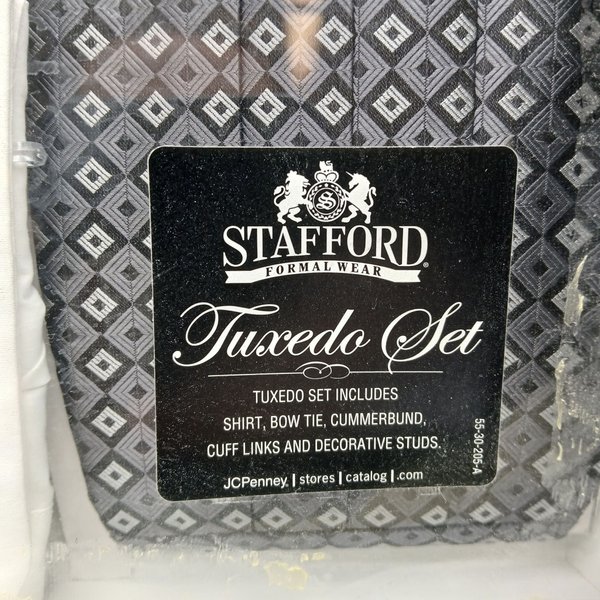 S
STAFFORD®
FORMAL WEAR
Tuxedo Set
TUXEDO SET INCLUDES
SHIRT, BOW TIE, CUMMERBUND,
CUFF LINKS AND DECORATIVE STUDS.
JCPenney | stores | catalog | .com
55-30-205-A